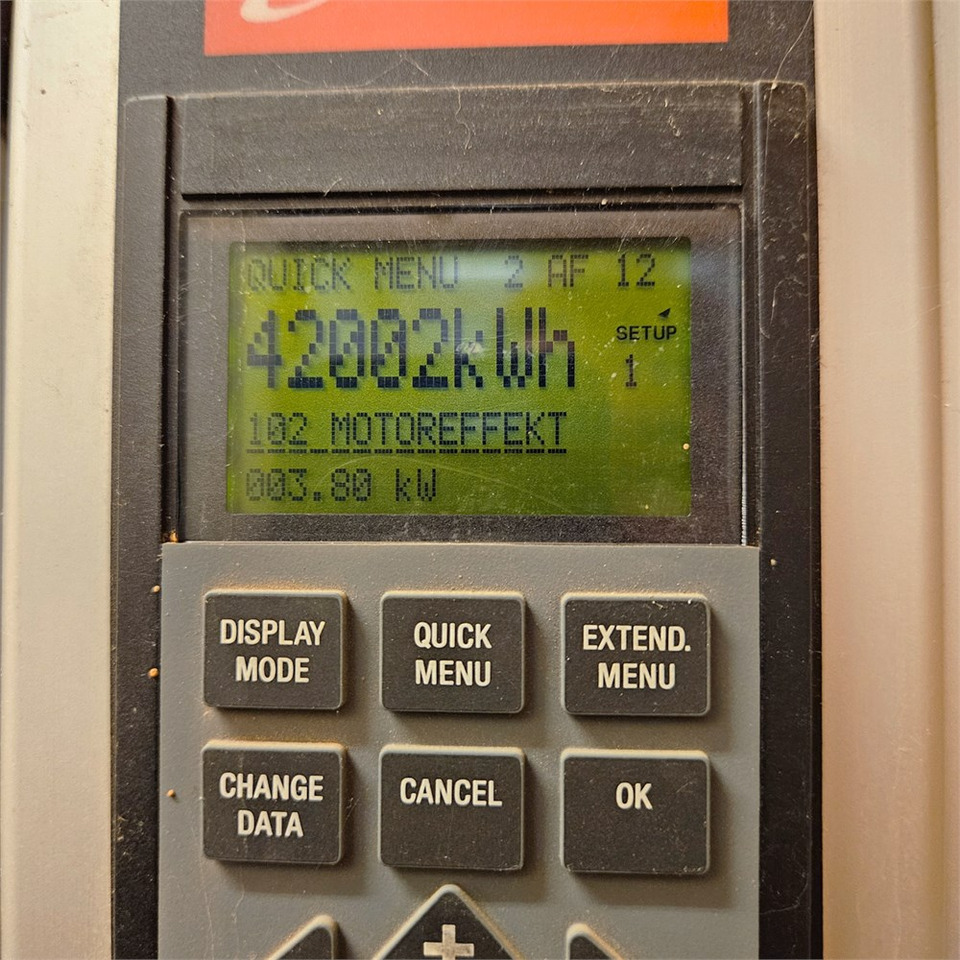 QUICK MENU 2 AF 12
42002kWh
SETUP
1
102 MOTOREFFEKT
003.80 kW
DISPLAY
MODE
QUICK
MENU
EXTEND.
MENU
CHANGE
DATA
CANCEL
OK
+